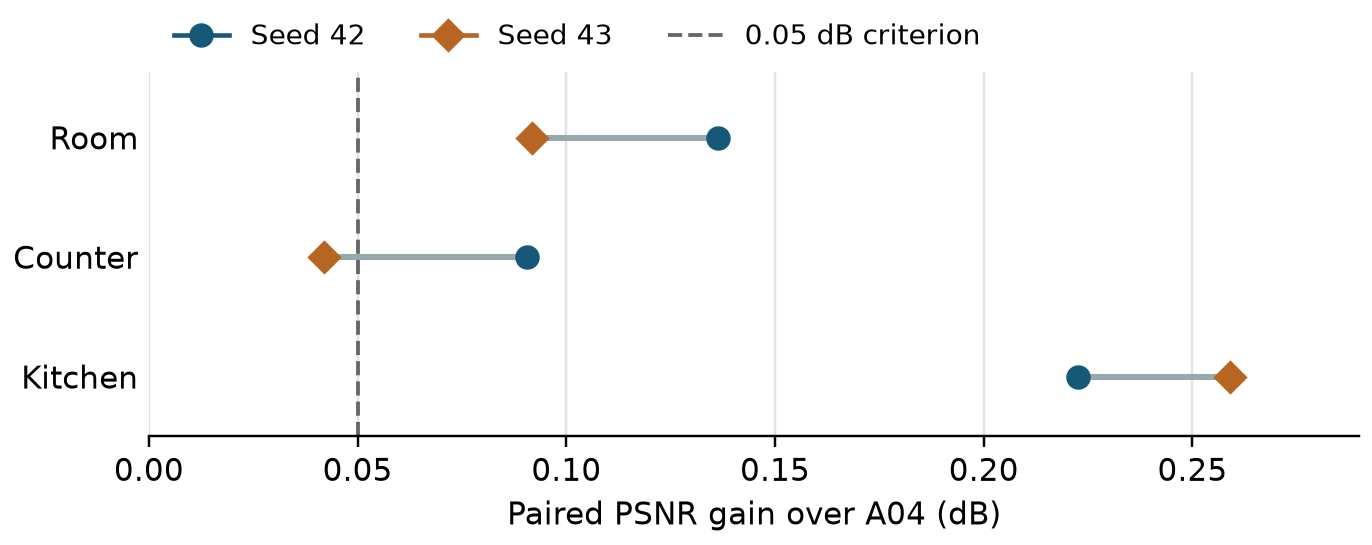 Seed 42 Seed 43 0.05 dB criterion
Room
Counter
Kitchen
0.00 0.05 0.10 0.15 0.20 0.25
Paired PSNR gain over A04 (dB)